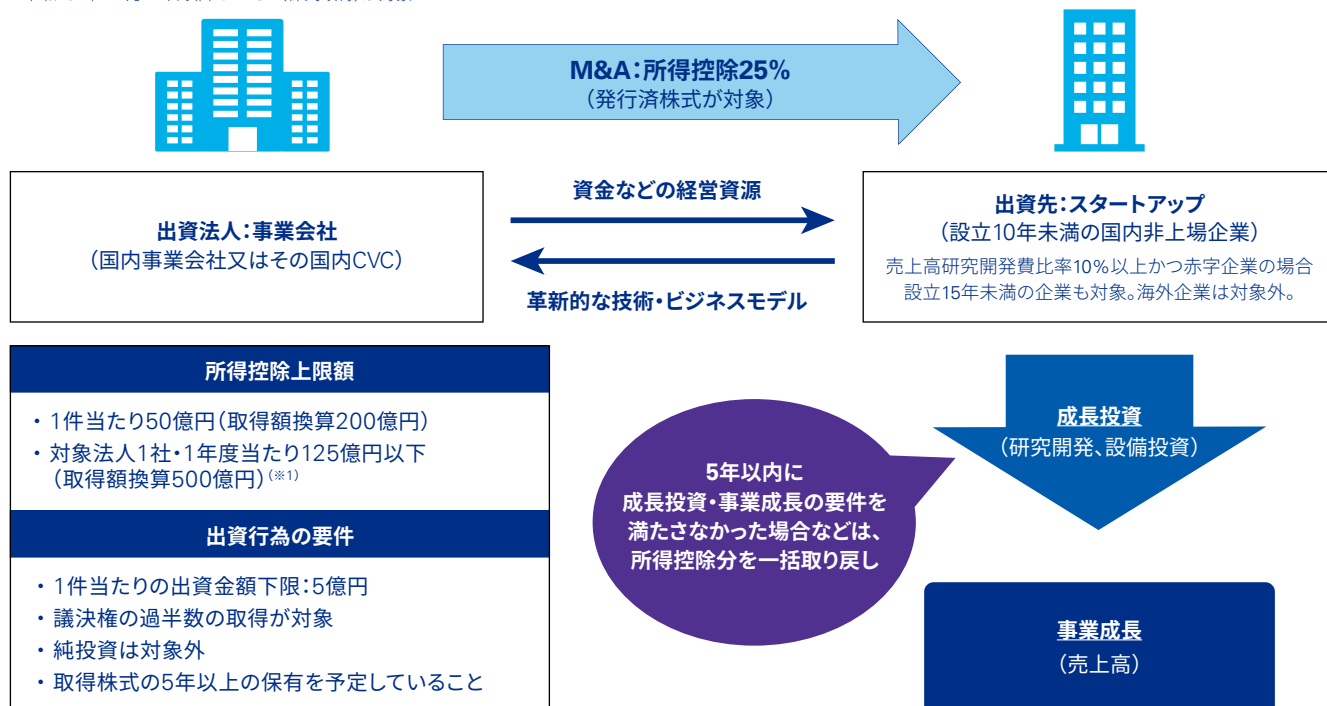 M&A：所得控除25%
（発行済株式が対象）
出資法人：事業会社
（国内事業会社又はその国内CVC）
資金などの経営資源
革新的な技術・ビジネスモデル
出資先：スタートアップ
（設立10年未満の国内非上場企業）
売上高研究開発費比率10%以上かつ赤字企業の場合
設立15年未満の企業も対象。海外企業は対象外。
所得控除上限額
・1件当たり50億円（取得額換算200億円）
・対象法人1社・1年度当たり125億円以下
（取得額換算500億円）（※1）
出資行為の要件
・1件当たりの出資金額下限：5億円
・議決権の過半数の取得が対象
・純投資は対象外
・取得株式の5年以上の保有を予定していること
5年以内に
成長投資・事業成長の要件を
満たさなかった場合などは、
所得控除分を一括取り戻し
成長投資
（研究開発、設備投資）
事業成長
（売上高）